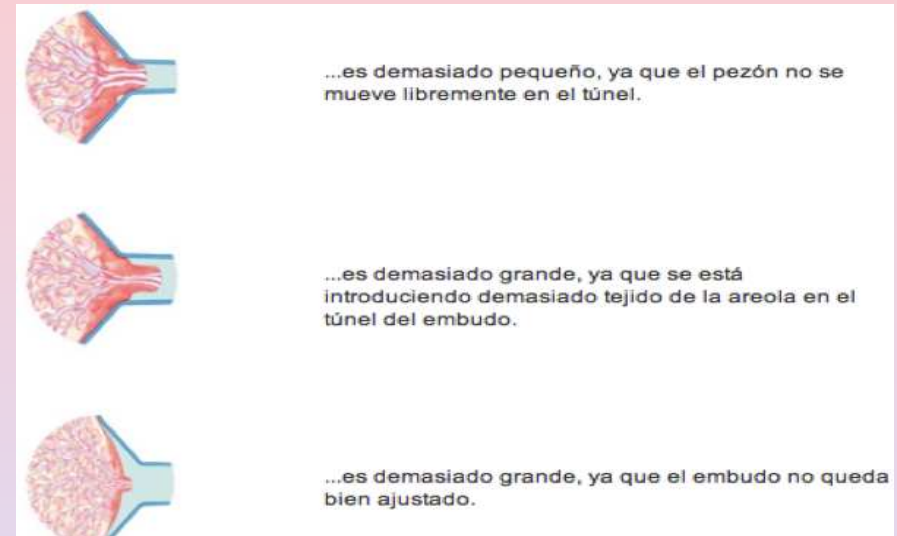 ...es demasiado pequeño, ya que el pezón no se
mueve libremente en el túnel.
...es demasiado grande, ya que se está
introduciendo demasiado tejido de la areola en el
túnel del embudo.
...es demasiado grande, ya que el embudo no queda
bien ajustado.